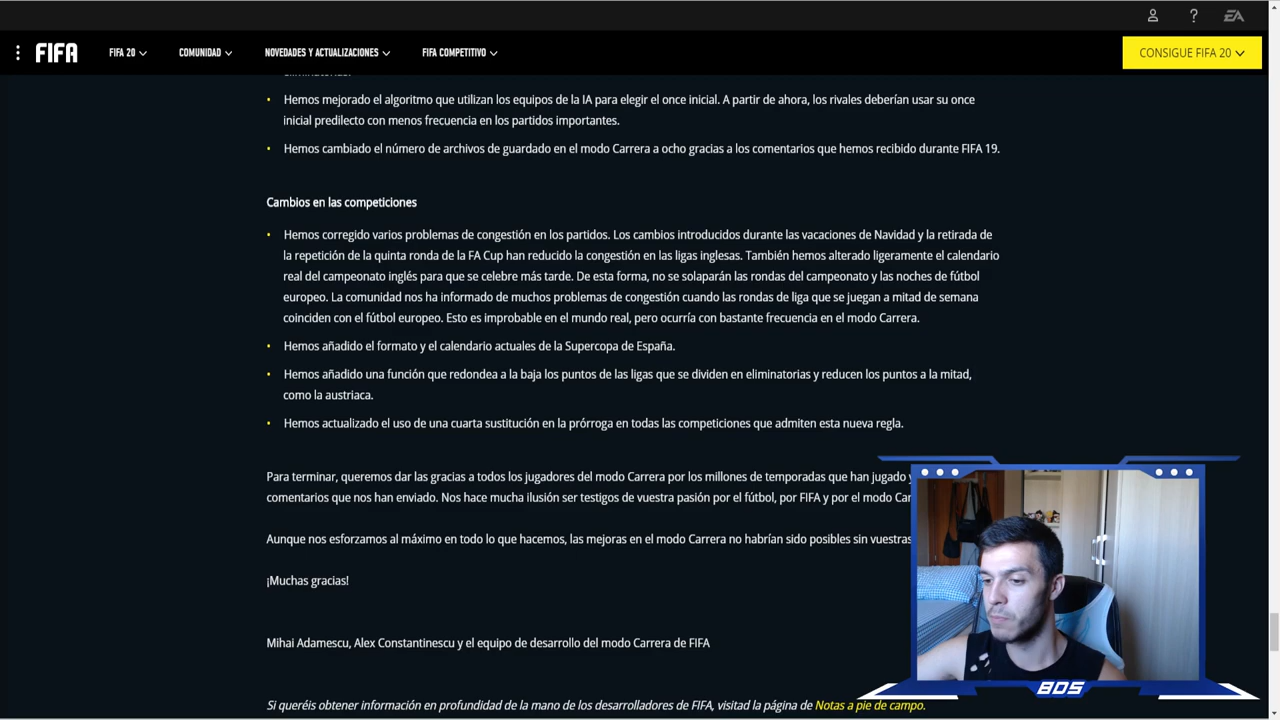 FIFA
FIFA 20
COMUNIDAD
NOVEDADES Y ACTUALIZACIONES
FIFA COMPETITIVO
?
EA
CONSIGUE FIFA 20
• Hemos mejorado el algoritmo que utilizan los equipos de la IA para elegir el once inicial. A partir de ahora, los rivales deberían usar su once
inicial predilecto con menos frecuencia en los partidos importantes.
• Hemos cambiado el número de archivos de guardado en el modo Carrera a ocho gracias a los comentarios que hemos recibido durante FIFA 19.
Cambios en las competiciones
• Hemos corregido varios problemas de congestión en los partidos. Los cambios introducidos durante las vacaciones de Navidad y la retirada de
la repetición de la quinta ronda de la FA Cup han reducido la congestión en las ligas inglesas. También hemos alterado ligeramente el calendario
real del campeonato inglés para que se celebre más tarde. De esta forma, no se solaparán las rondas del campeonato y las noches de fútbol
europeo. La comunidad nos ha informado de muchos problemas de congestión cuando las rondas de liga que se juegan a mitad de semana
coinciden con el fútbol europeo. Esto es improbable en el mundo real, pero ocurría con bastante frecuencia en el modo Carrera.
• Hemos añadido el formato y el calendario actuales de la Supercopa de España.
• Hemos añadido una función que redondea a la baja los puntos de las ligas que se dividen en eliminatorias y reducen los puntos a la mitad,
como la austriaca.
• Hemos actualizado el uso de una cuarta sustitución en la prórroga en todas las competiciones que admiten esta nueva regla.
Para terminar, queremos dar las gracias a todos los jugadores del modo Carrera por los millones de temporadas que han jugado y
comentarios que nos han enviado. Nos hace mucha ilusión ser testigos de vuestra pasión por el fútbol, por FIFA y por el modo Car
Aunque nos esforzamos al máximo en todo lo que hacemos, las mejoras en el modo Carrera no habrían sido posibles sin vuestras
¡Muchas gracias!
Mihai Adamescu, Alex Constantinescu y el equipo de desarrollo del modo Carrera de FIFA
BDS
Si queréis obtener información en profundidad de la mano de los desarrolladores de FIFA, visitad la página de Notas a pie de campo.